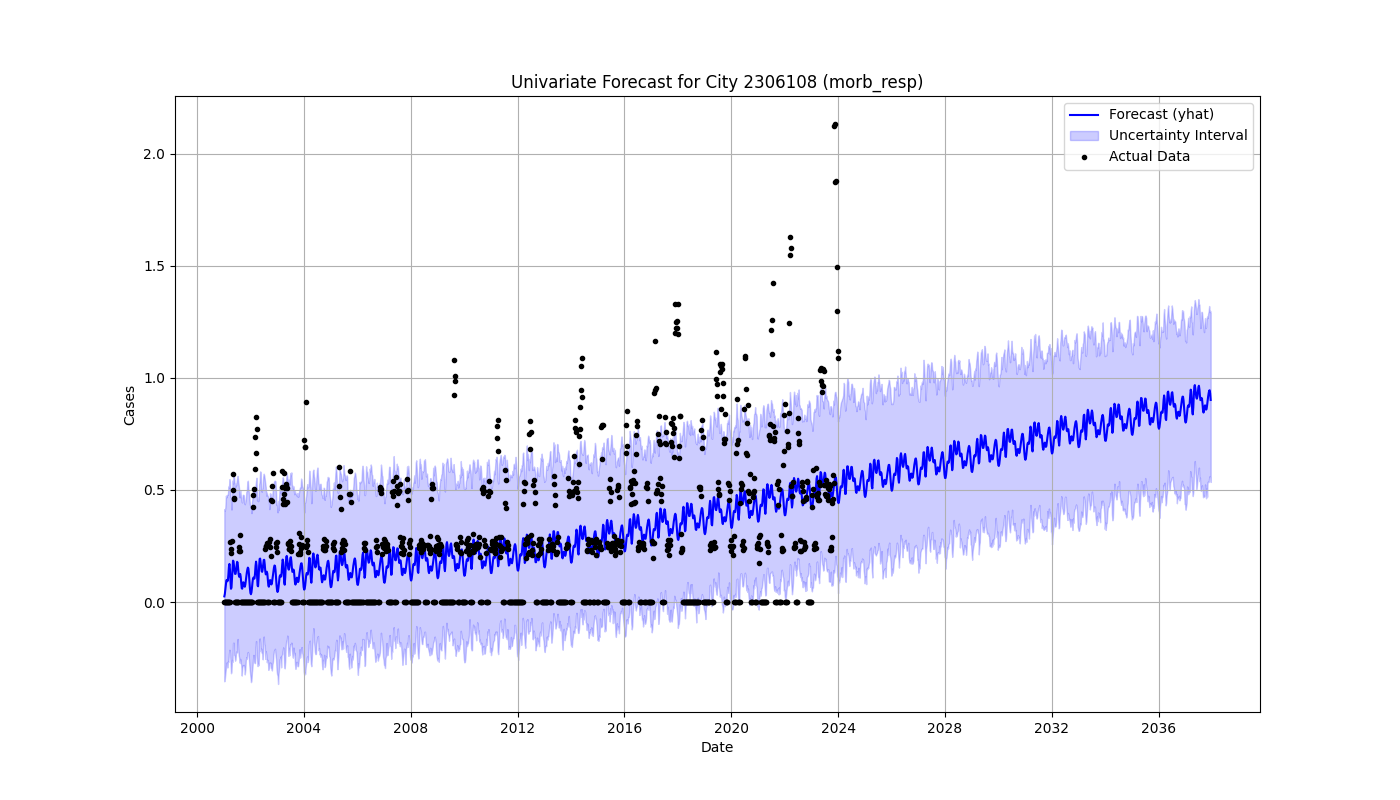 Univariate Forecast for City 2306108 (morb_resp)
Forecast (yhat)
Uncertainty Interval
Actual Data
Cases
2.0
1.5
1.0
0.5
0.0
2000 2004 2008 2012 2016 2020 2024 2028 2032 2036
Date